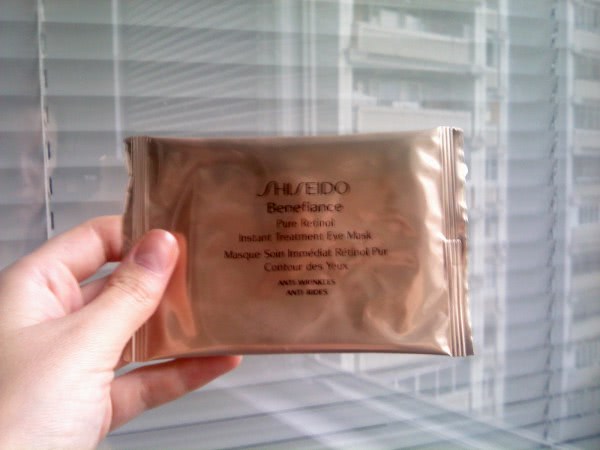 SHISEIDO
Benefiance
Pure Retinol
Instant Treatment Eye Mask
Masque Soin Immédiat Rétinol Pur
Contour des Yeux
ANTI-WRINKLES
ANTI-RIDES